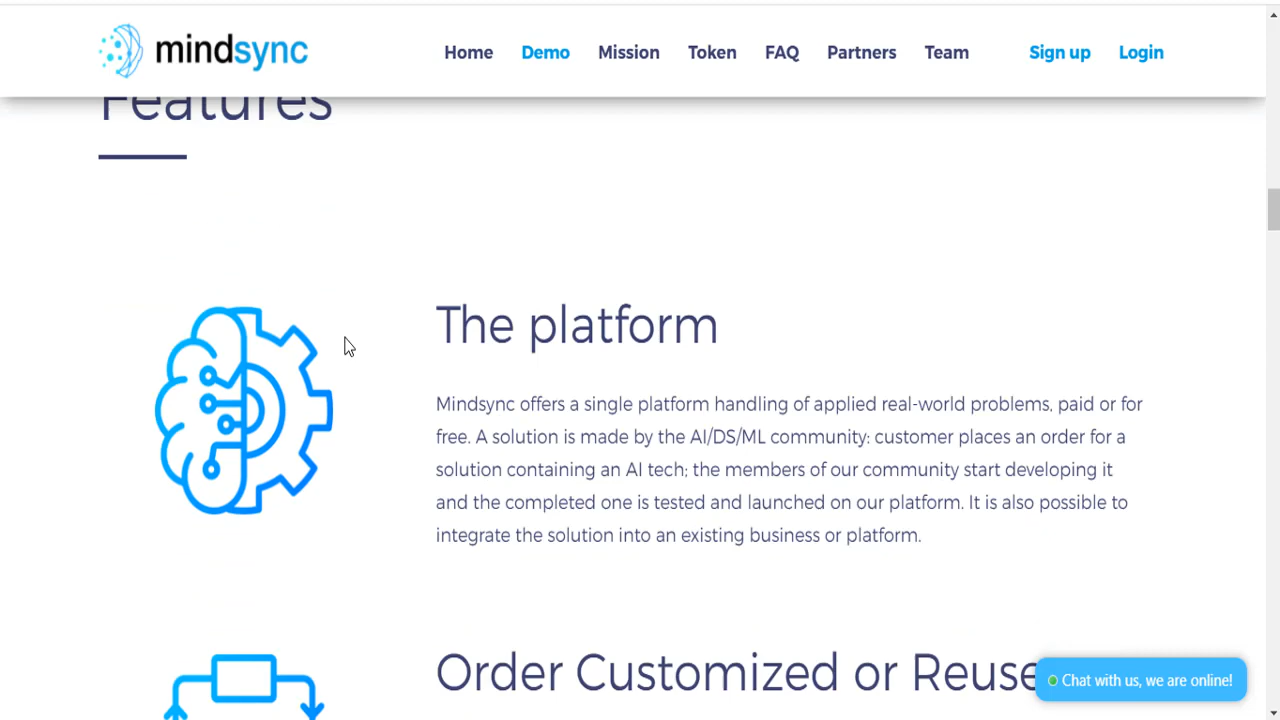 mindsync
Home Demo Mission Token FAQ Partners Team Sign up Login
Features
The platform
Mindsync offers a single platform handling of applied real-world problems, paid or for
free. A solution is made by the AI/DS/ML community: customer places an order for a
solution containing an AI tech; the members of our community start developing it
and the completed one is tested and launched on our platform. It is also possible to
integrate the solution into an existing business or platform.
Order Customized or Reuse
Chat with us, we are online!